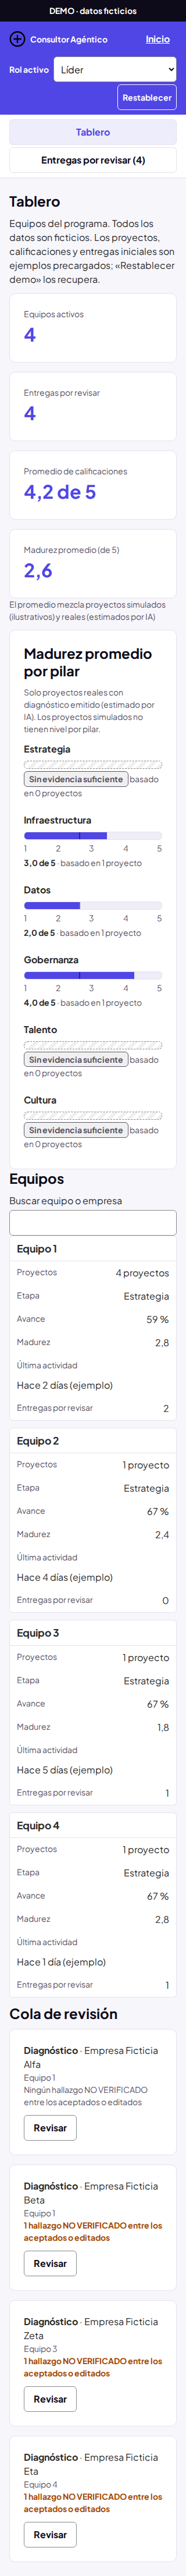 DEMO · datos ficticios
Consultor Agéntico
Inicio
Rol activo
Líder
Restablecer
Tablero
Entregas por revisar (4)
Tablero
Equipos del programa. Todos los
datos son ficticios. Los proyectos,
calificaciones y entregas iniciales son
ejemplos precargados; «Restablecer
demo» los recupera.
Equipos activos
4
Entregas por revisar
4
Promedio de calificaciones
4,2 de 5
Madurez promedio (de 5)
2,6
El promedio mezcla proyectos simulados
(ilustrativos) y reales (estimados por IA)
Madurez promedio
por pilar
Solo proyectos reales con
diagnóstico emitido (estimado por
IA). Los proyectos simulados no
tienen nivel por pilar.
Estrategia
Sin evidencia suficiente basado
en 0 proyectos
Infraestructura
1 2 3 4 5
3,0 de 5 · basado en 1 proyecto
Datos
1 2 3 4 5
2,0 de 5 · basado en 1 proyecto
Gobernanza
1 2 3 4 5
4,0 de 5 · basado en 1 proyecto
Talento
Sin evidencia suficiente basado
en 0 proyectos
Cultura
Sin evidencia suficiente basado
en 0 proyectos
Equipos
Buscar equipo o empresa
Equipo 1
Proyectos 4 proyectos
Etapa Estrategia
Avance 59 %
Madurez 2,8
Última actividad
Hace 2 días (ejemplo)
Entregas por revisar 2
Equipo 2
Proyectos 1 proyecto
Etapa Estrategia
Avance 67 %
Madurez 2,4
Última actividad
Hace 4 días (ejemplo)
Entregas por revisar 0
Equipo 3
Proyectos 1 proyecto
Etapa Estrategia
Avance 67 %
Madurez 1,8
Última actividad
Hace 5 días (ejemplo)
Entregas por revisar 1
Equipo 4
Proyectos 1 proyecto
Etapa Estrategia
Avance 67 %
Madurez 2,8
Última actividad
Hace 1 día (ejemplo)
Entregas por revisar 1
Cola de revisión
Diagnóstico · Empresa Ficticia
Alfa
Equipo 1
Ningún hallazgo NO VERIFICADO
entre los aceptados o editados
Revisar
Diagnóstico · Empresa Ficticia
Beta
Equipo 1
1 hallazgo NO VERIFICADO entre los
aceptados o editados
Revisar
Diagnóstico · Empresa Ficticia
Zeta
Equipo 3
1 hallazgo NO VERIFICADO entre los
aceptados o editados
Revisar
Diagnóstico · Empresa Ficticia
Eta
Equipo 4
1 hallazgo NO VERIFICADO entre los
aceptados o editados
Revisar